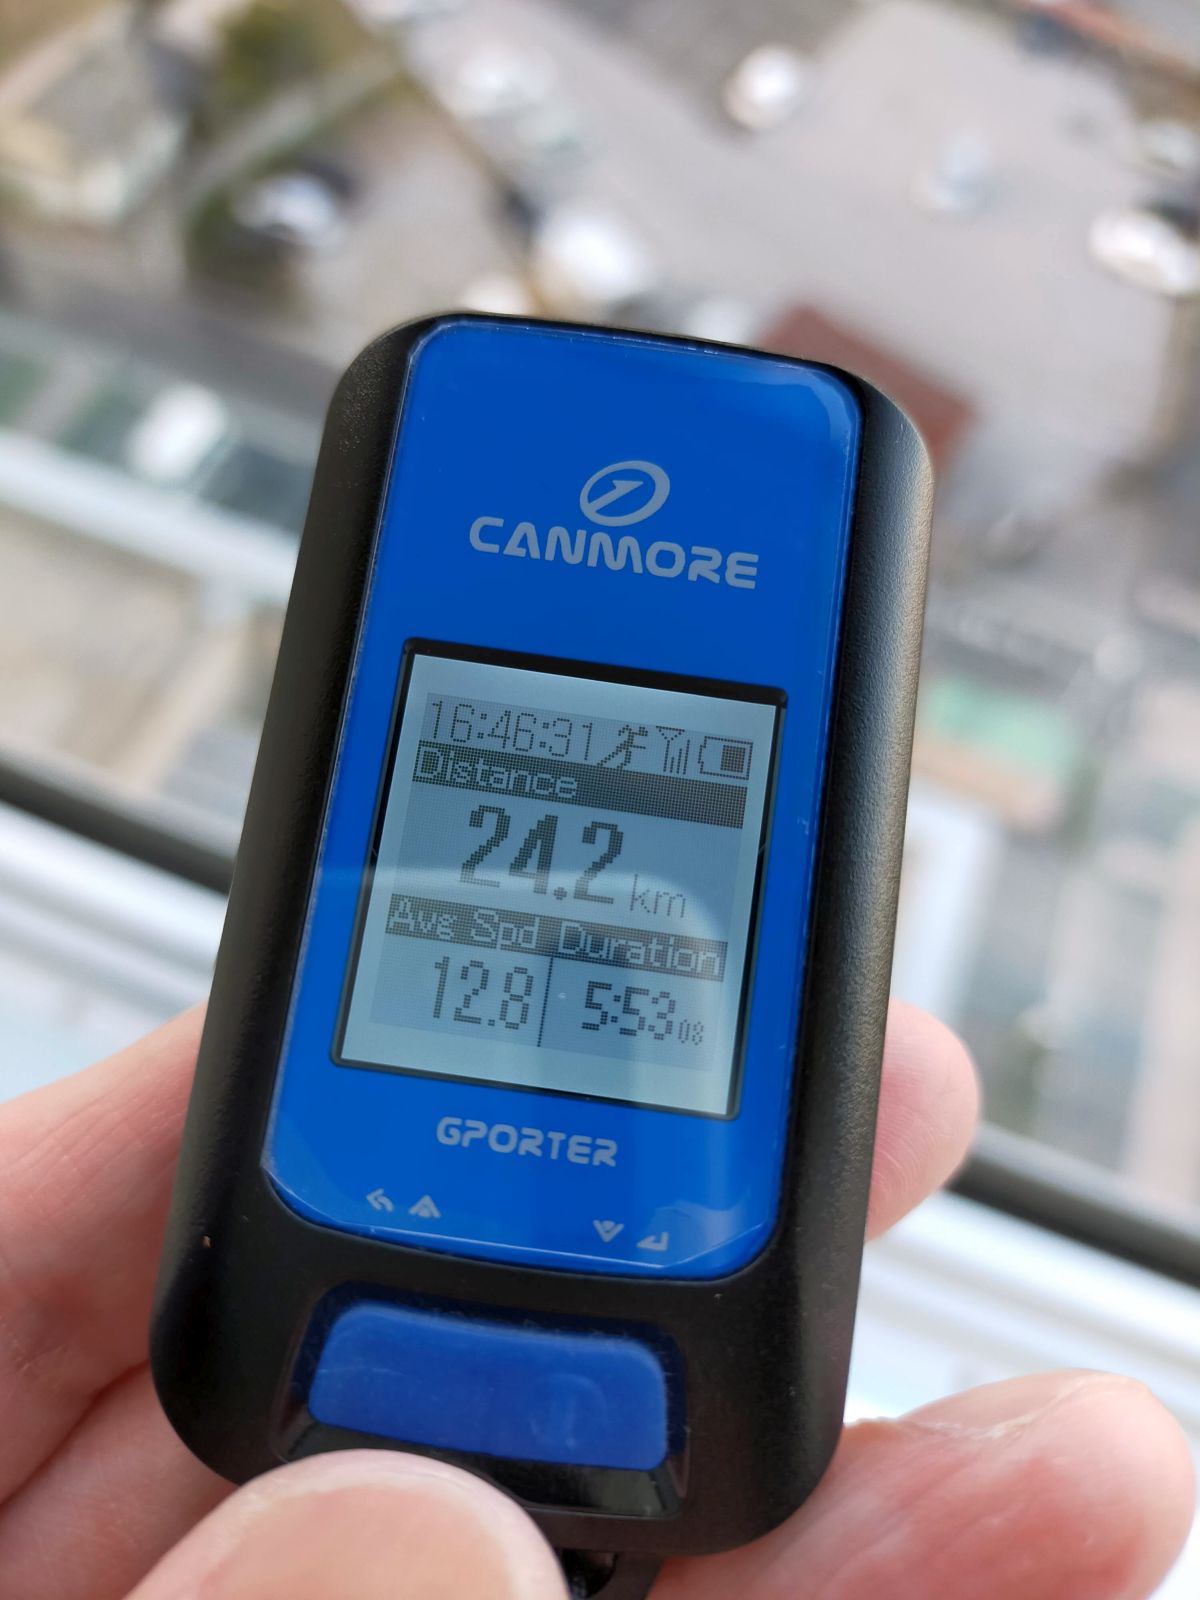 CANMORE
16:46:31
Distance
24.2 km
Avg Spd Duration
12.8 5:53 08
GPORTER